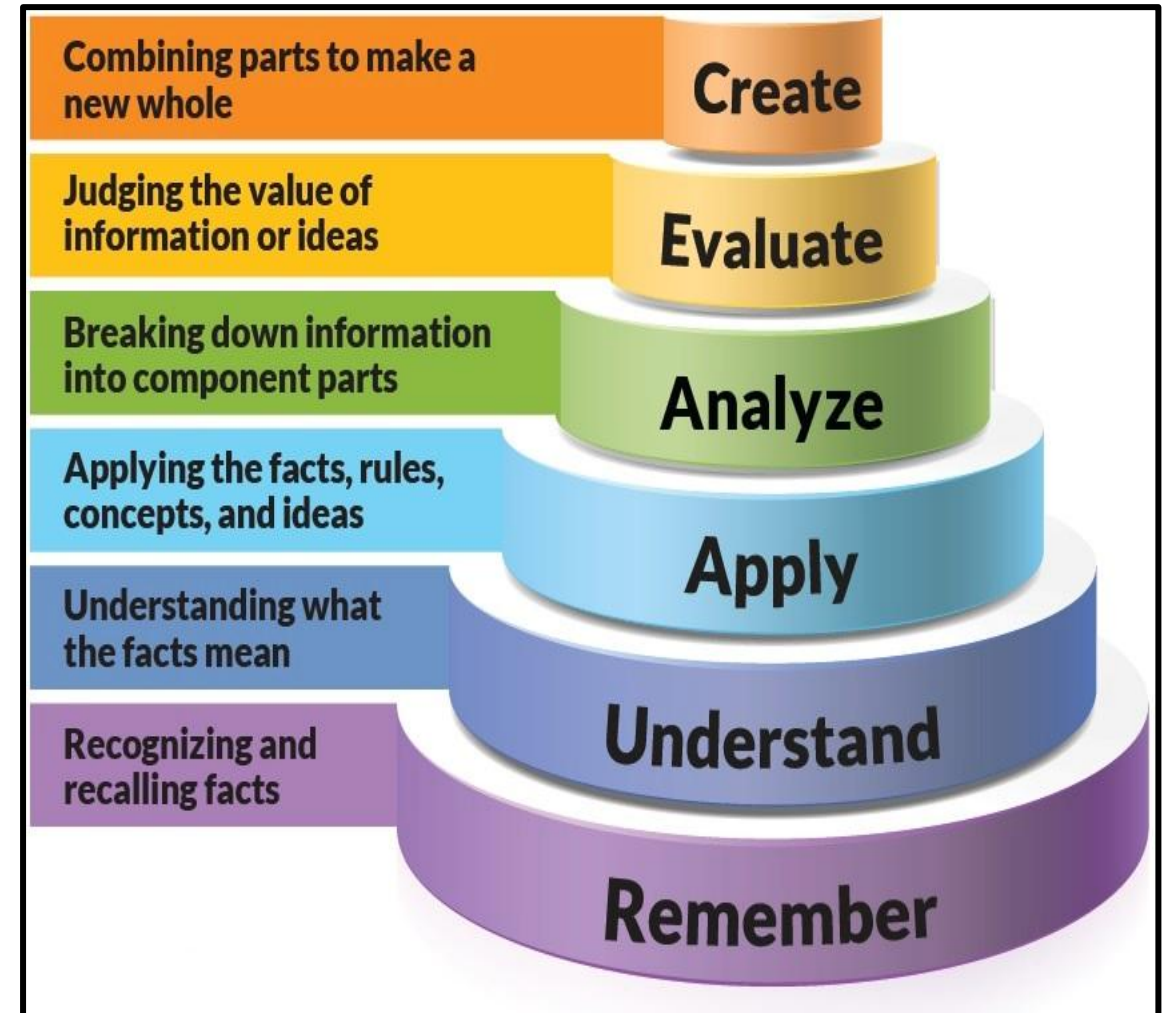 Combining parts to make a
new whole
Create
Judging the value of
information or ideas
Evaluate
Breaking down information
into component parts
Analyze
Applying the facts, rules,
concepts, and ideas
Apply
Understanding what
the facts mean
Understand
Recognizing and
recalling facts
Remember